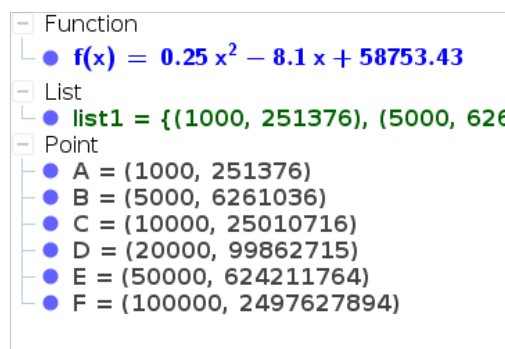 Function
f(x) = 0.25 x² − 8.1 x + 58753.43
List
list1 = {(1000, 251376), (5000, 626
Point
A = (1000, 251376)
B = (5000, 6261036)
C = (10000, 25010716)
D = (20000, 99862715)
E = (50000, 624211764)
F = (100000, 2497627894)